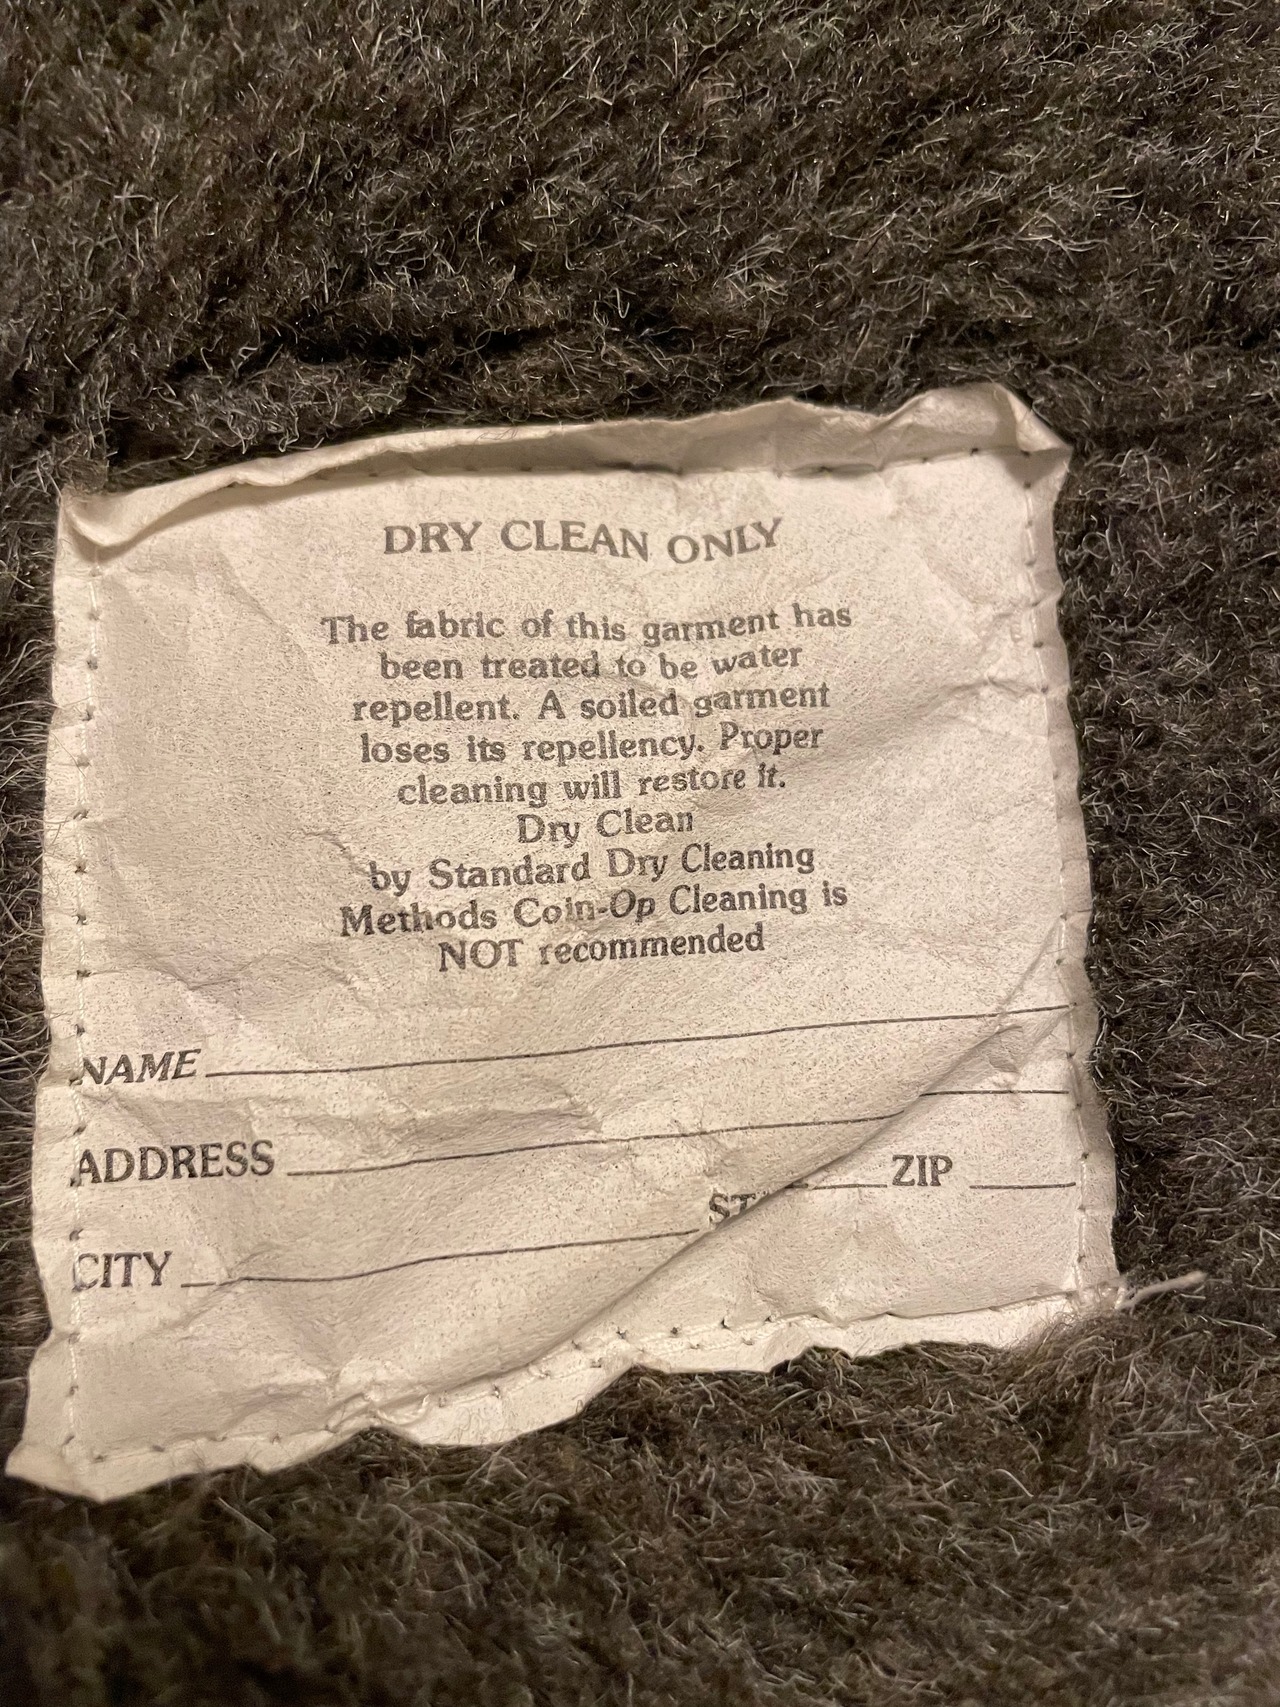 DRY CLEAN ONLY
The fabric of this garment has
been treated to be water
repellent. A soiled garment
loses its repellency. Proper
cleaning will restore it.
Dry Clean
by Standard Dry Cleaning
Methods Coin-Op Cleaning is
NOT recommended
NAME
ADDRESS
CITY ZIP